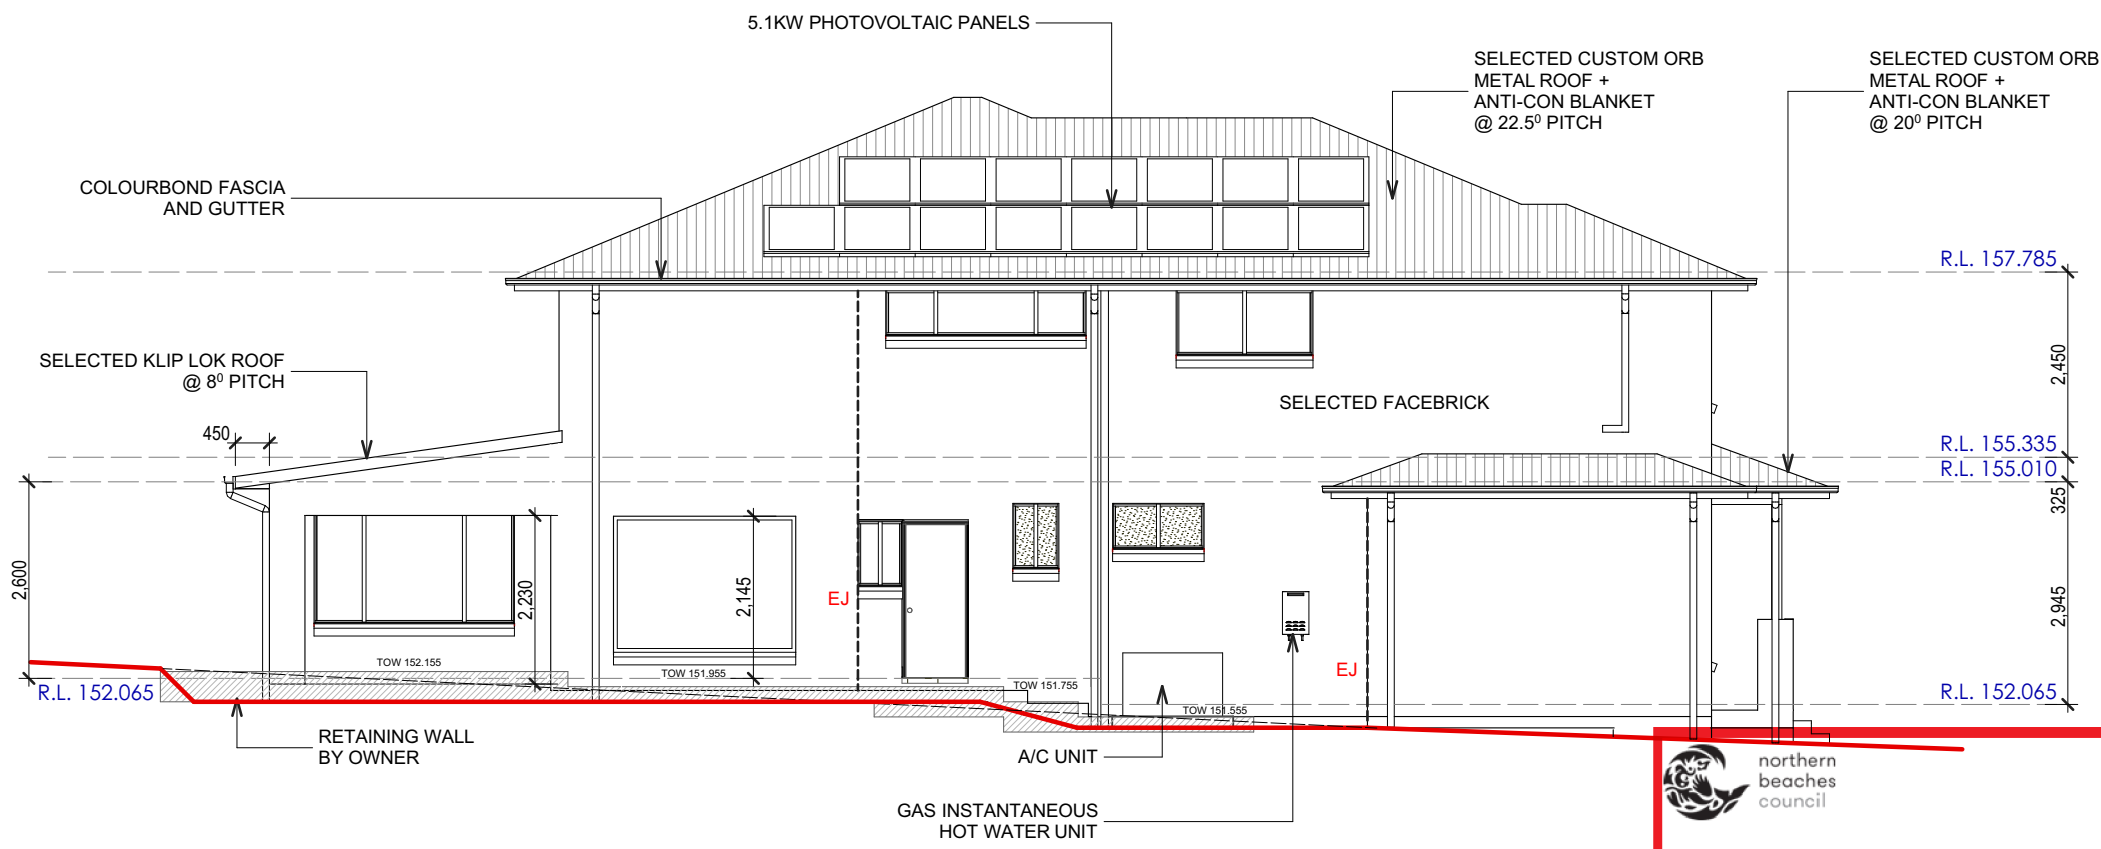 5.1KW PHOTOVOLTAIC PANELS
SELECTED CUSTOM ORB
METAL ROOF +
ANTI-CON BLANKET
@ 22.5⁰ PITCH
SELECTED CUSTOM ORB
METAL ROOF +
ANTI-CON BLANKET
@ 20⁰ PITCH
COLOURBOND FASCIA
AND GUTTER
R.L. 157.785
2,450
SELECTED KLIP LOK ROOF
@ 8⁰ PITCH
SELECTED FACEBRICK
450
R.L. 155.335
R.L. 155.010
325
2,600
2,230
2,145
EJ
2,945
EJ
TOW 152.155
TOW 151.955
TOW 151.755
TOW 151.555
R.L. 152.065
R.L. 152.065
RETAINING WALL
BY OWNER
A/C UNIT
GAS INSTANTANEOUS
HOT WATER UNIT
northern
beaches
council